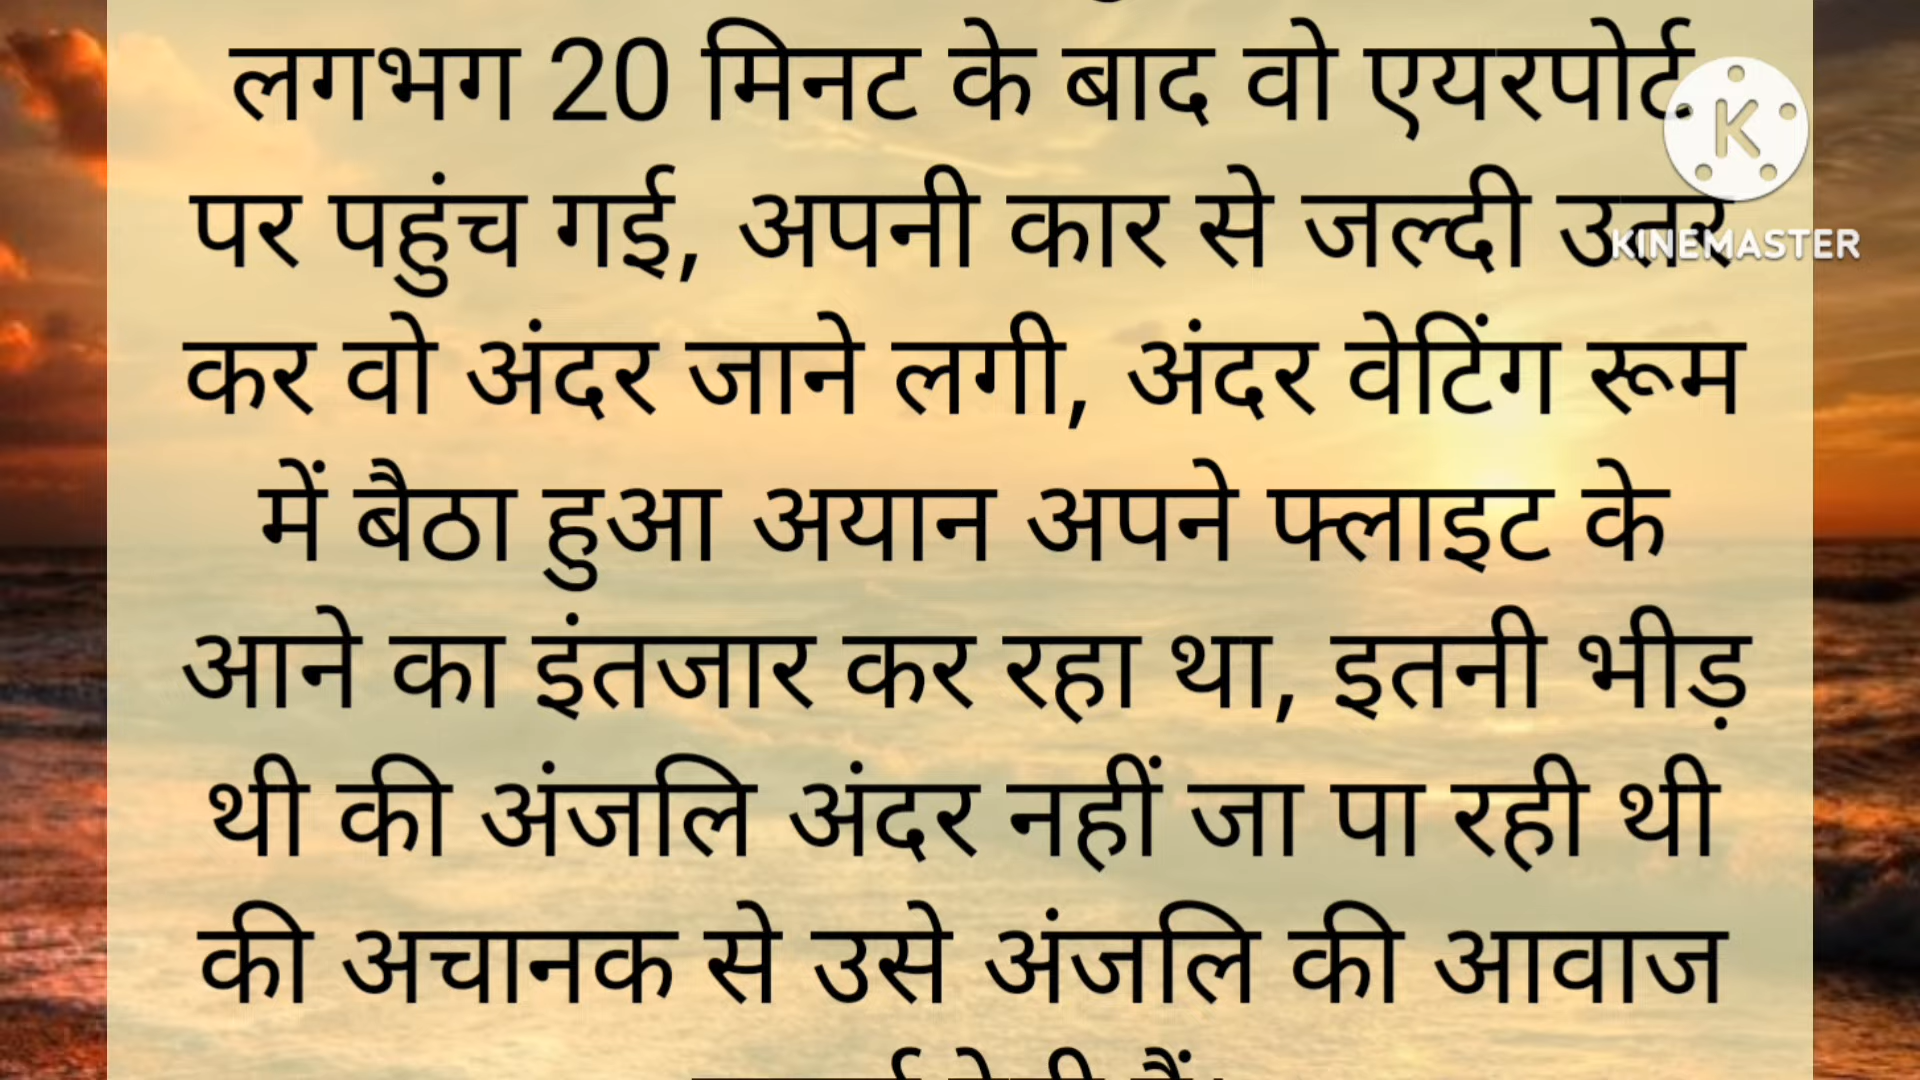 लगभग 20 मिनट के बाद वो एयरपोर्ट
पर पहुंच गई, अपनी कार से जल्दी उतर
कर वो अंदर जाने लगी, अंदर वेटिंग रूम
में बैठा हुआ अयान अपने फ्लाइट के
आने का इंतजार कर रहा था, इतनी भीड़
थी की अंजलि अंदर नहीं जा पा रही थी
की अचानक से उसे अंजलि की आवाज
K
KINEMASTER